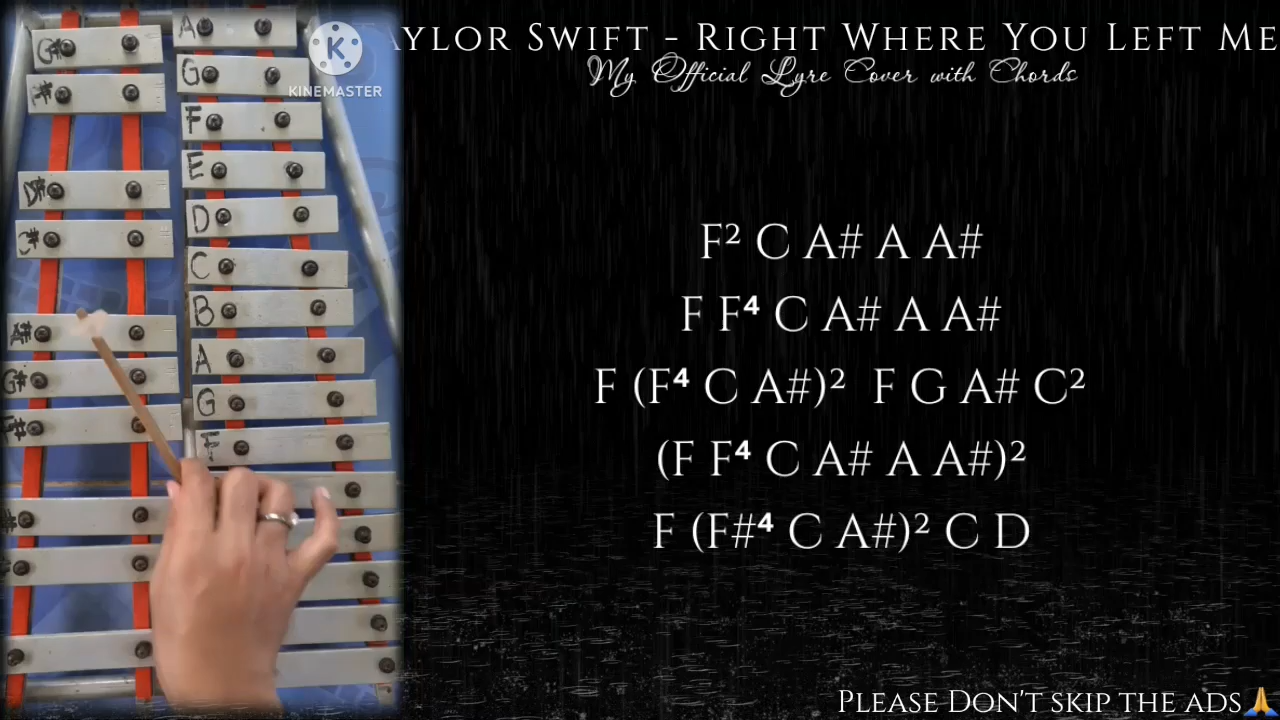 AYLOR SWIFT - RIGHT WHERE YOU LEFT ME
My Official Lyre Cover with Chords
KINEMASTER
F² C A# A A#
F F⁴ C A# A A#
F (F⁴ C A#)² F G A# C²
(F F⁴ C A# A A#)²
F (F#⁴ C A#)² C D
PLEASE DON'T SKIP THE ADS🙏
G#
A
G
F
E
D#
D
C#
C
B
A#
A
G#
G
F#
F